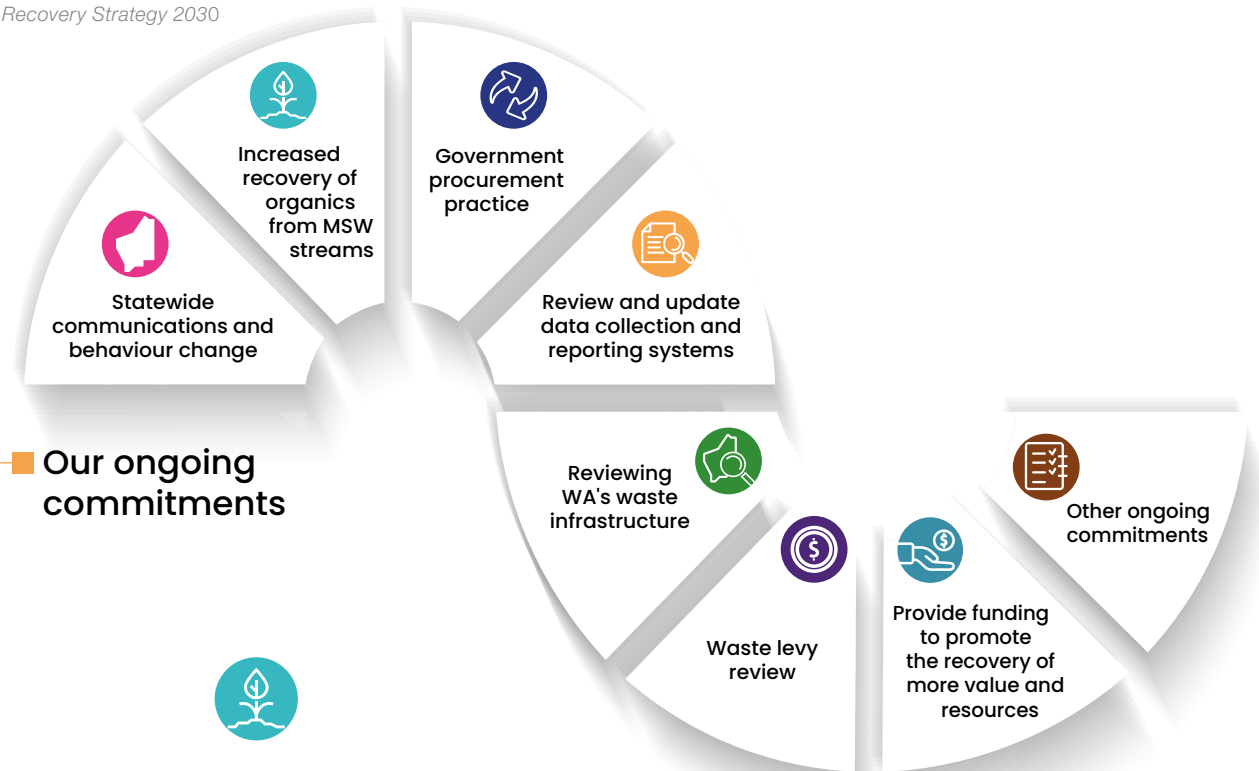 Recovery Strategy 2030
Increased
recovery of
organics
from MSW
streams
Government
procurement
practice
Statewide
communications and
behaviour change
Review and update
data collection and
reporting systems
Our ongoing
commitments
Reviewing
WA's waste
infrastructure
$
Waste levy
review
$
Provide funding
to promote
the recovery of
more value and
resources
Other ongoing
commitments